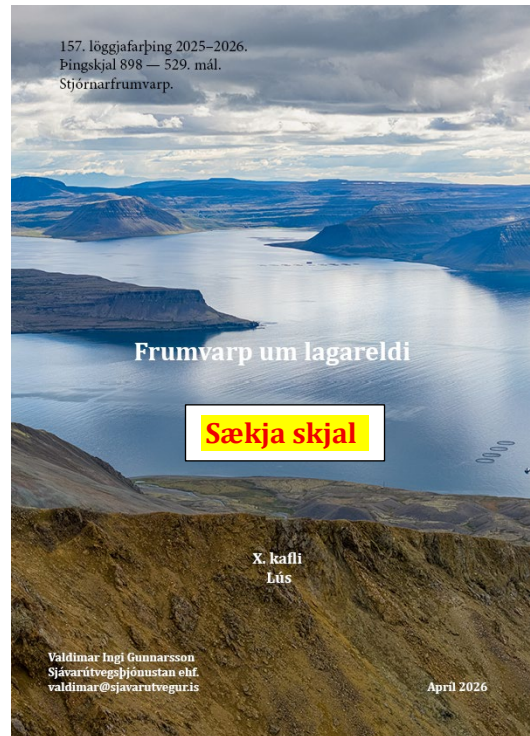 157. löggjafarþing 2025–2026.
Þingskjal 898 — 529. mál.
Stjórnarfrumvarp.
Frumvarp um lagareldi
Sækja skjal
X. kafli
Lús
Valdimar Ingi Gunnarsson
Sjávarútvegsþjónustan ehf.
valdimar@sjavarutvegur.is
Apríl 2026